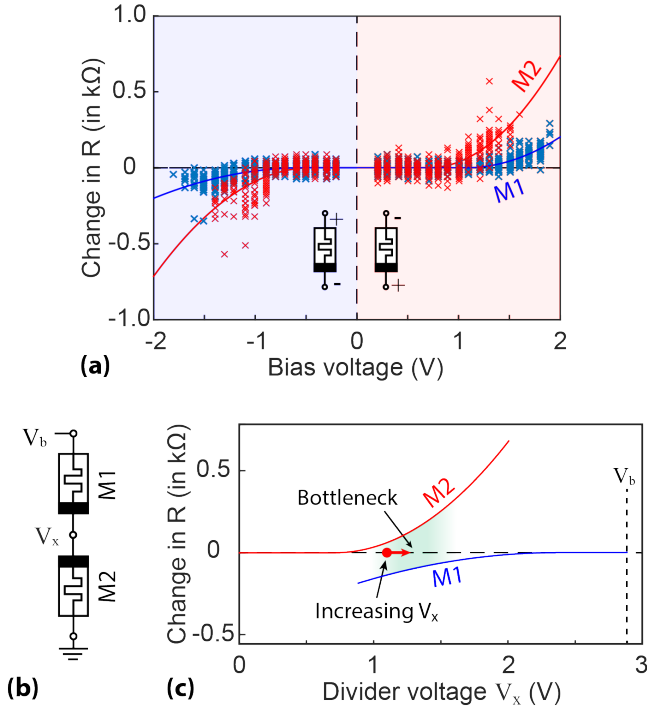 Change in R (in kΩ)
1.0
0.5
0
-0.5
-1.0
M2
M1
+
-
-
+
-2
-1
0
1
2
(a)
Bias voltage (V)
Vb
M1
Vx
M2
(b)
Change in R (in kΩ)
0.5
0
-0.5
M2
Vb
Bottleneck
M1
Increasing Vx
0
1
2
3
(c)
Divider voltage Vx (V)